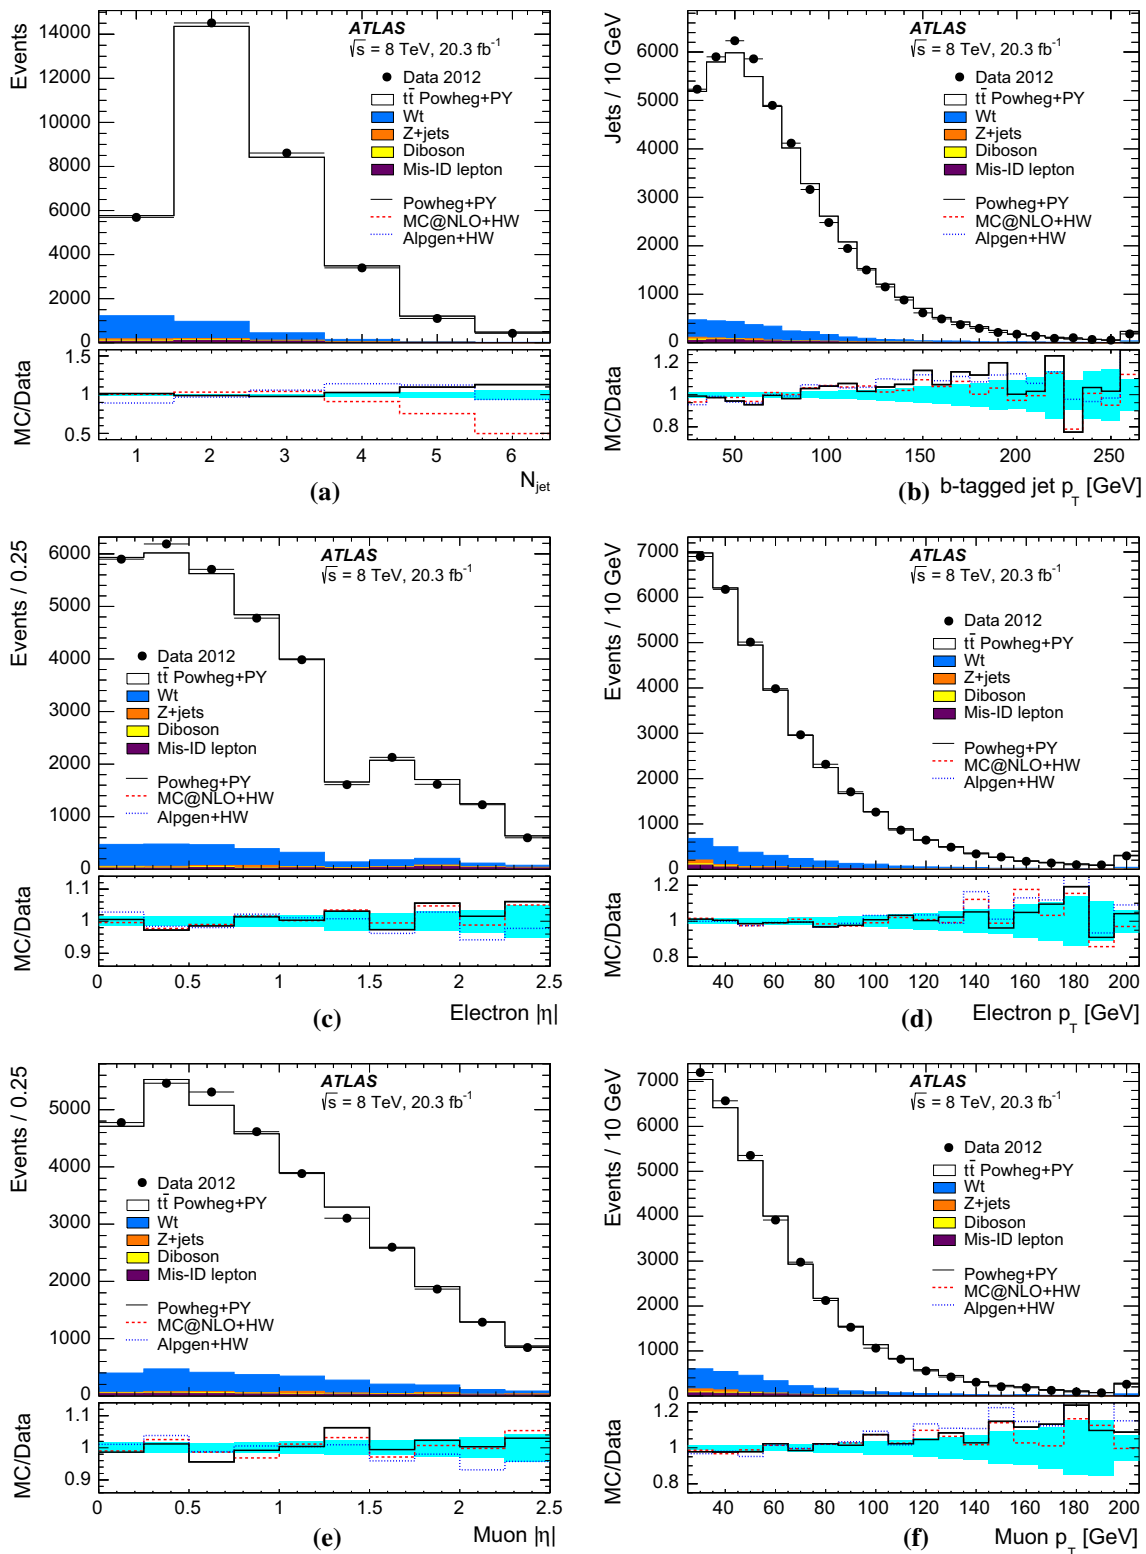 Events
14000
12000
10000
8000
6000
4000
2000
0
ATLAS
√s = 8 TeV, 20.3 fb-1
Data 2012
tt̄ Powheg+PY
Wt
Z+jets
Diboson
Mis-ID lepton
Powheg+PY
MC@NLO+HW
Alpgen+HW
MC/Data
1.5
1
0.5
1 2 3 4 5 6
Njet
(a)
Jets / 10 GeV
6000
5000
4000
3000
2000
1000
0
ATLAS
√s = 8 TeV, 20.3 fb-1
Data 2012
tt̄ Powheg+PY
Wt
Z+jets
Diboson
Mis-ID lepton
Powheg+PY
MC@NLO+HW
Alpgen+HW
MC/Data
1.2
1
0.8
50 100 150 200 250
b-tagged jet pT [GeV]
(b)
Events / 0.25
6000
5000
4000
3000
2000
1000
0
ATLAS
√s = 8 TeV, 20.3 fb-1
Data 2012
tt̄ Powheg+PY
Wt
Z+jets
Diboson
Mis-ID lepton
Powheg+PY
MC@NLO+HW
Alpgen+HW
MC/Data
1.1
1
0.9
0 0.5 1 1.5 2 2.5
Electron |η|
(c)
Events / 10 GeV
7000
6000
5000
4000
3000
2000
1000
0
ATLAS
√s = 8 TeV, 20.3 fb-1
Data 2012
tt̄ Powheg+PY
Wt
Z+jets
Diboson
Mis-ID lepton
Powheg+PY
MC@NLO+HW
Alpgen+HW
MC/Data
1.2
1
0.8
40 60 80 100 120 140 160 180 200
Electron pT [GeV]
(d)
Events / 0.25
5000
4000
3000
2000
1000
0
ATLAS
√s = 8 TeV, 20.3 fb-1
Data 2012
tt̄ Powheg+PY
Wt
Z+jets
Diboson
Mis-ID lepton
Powheg+PY
MC@NLO+HW
Alpgen+HW
MC/Data
1.1
1
0.9
0 0.5 1 1.5 2 2.5
Muon |η|
(e)
Events / 10 GeV
7000
6000
5000
4000
3000
2000
1000
0
ATLAS
√s = 8 TeV, 20.3 fb-1
Data 2012
tt̄ Powheg+PY
Wt
Z+jets
Diboson
Mis-ID lepton
Powheg+PY
MC@NLO+HW
Alpgen+HW
MC/Data
1.2
1
0.8
40 60 80 100 120 140 160 180 200
Muon pT [GeV]
(f)